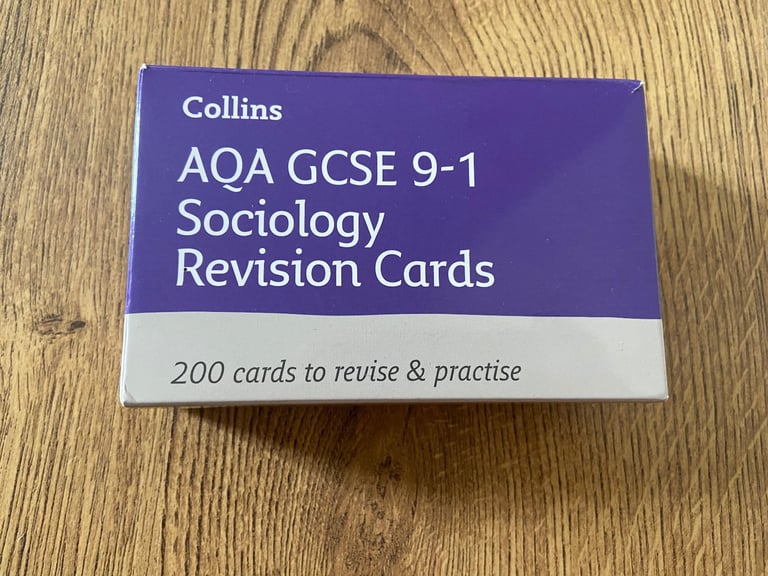 Collins
AQA GCSE 9-1
Sociology
Revision Cards
200 cards to revise & practise